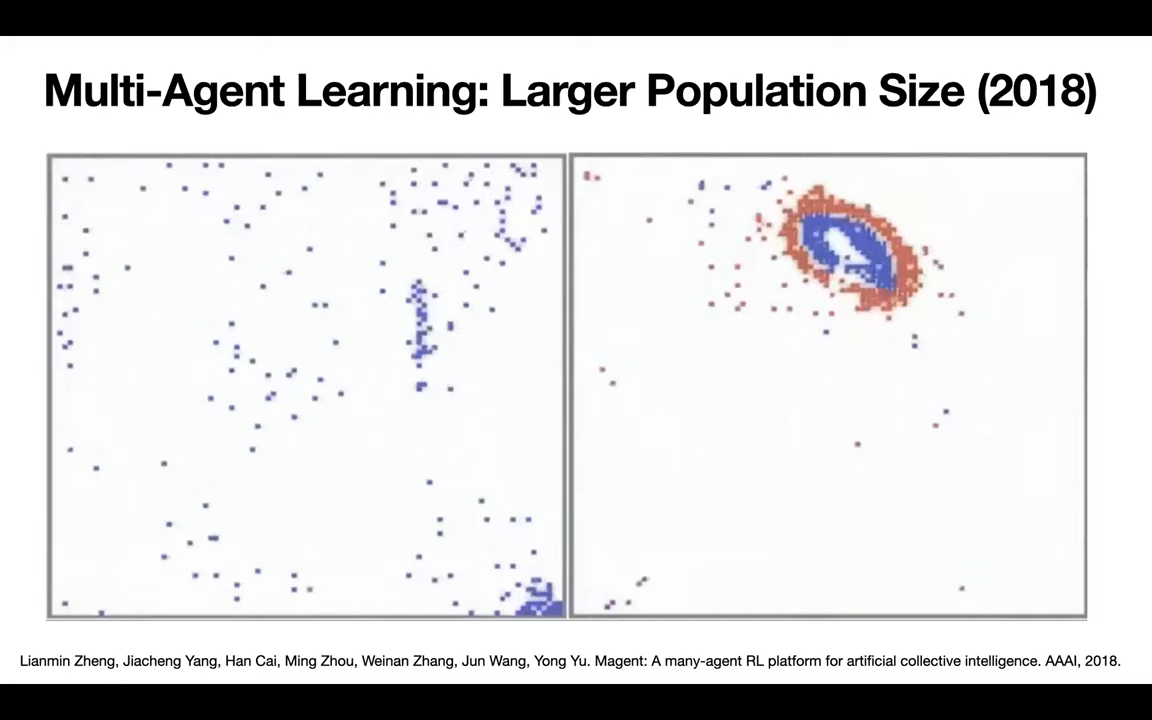 Multi-Agent Learning: Larger Population Size (2018)
Lianmin Zheng, Jiacheng Yang, Han Cai, Ming Zhou, Weinan Zhang, Jun Wang, Yong Yu. Magent: A many-agent RL platform for artificial collective intelligence. AAAI, 2018.